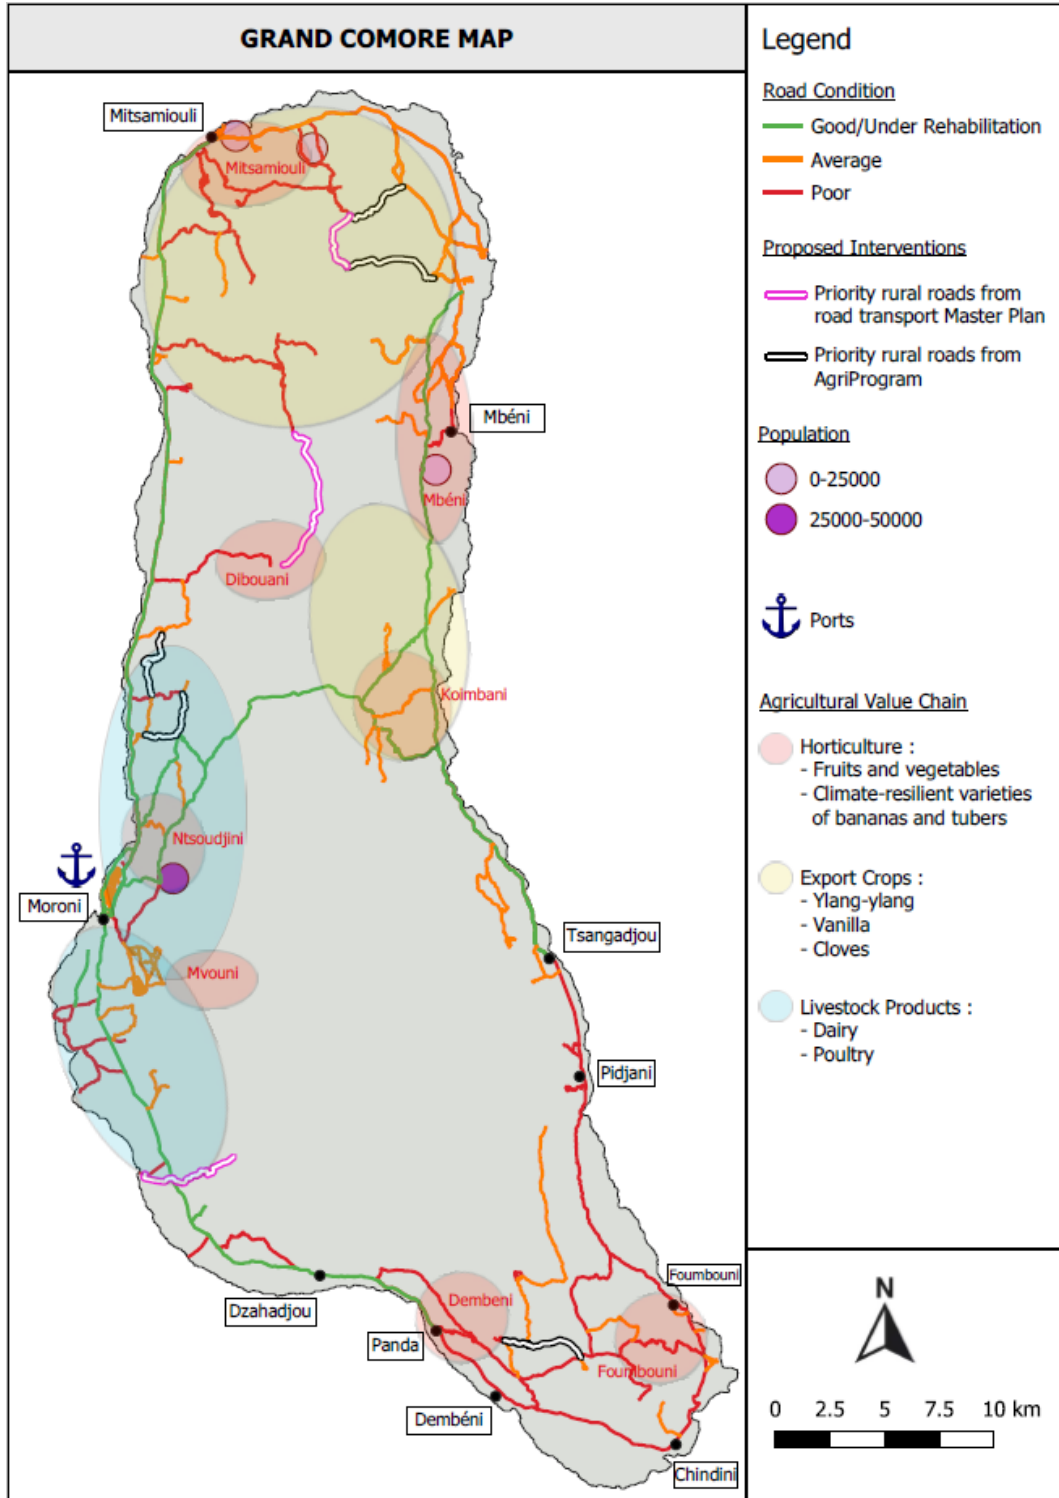 GRAND COMORE MAP
Mitsamiouli
Mitsamiouli
Mbéni
Mbéni
Dibouani
Koimbani
Ntsoudjini
Moroni
Mvouni
Tsangadjou
Pidjani
Foumbouni
Dembeni
Dzahadjou
Panda
Foumbouni
Dembéni
Chindini
Legend
Road Condition
Good/Under Rehabilitation
Average
Poor
Proposed Interventions
Priority rural roads from
road transport Master Plan
Priority rural roads from
AgriProgram
Population
0-25000
25000-50000
Ports
Agricultural Value Chain
Horticulture :
- Fruits and vegetables
- Climate-resilient varieties
of bananas and tubers
Export Crops :
- Ylang-ylang
- Vanilla
- Cloves
Livestock Products :
- Dairy
- Poultry
N
0 2.5 5 7.5 10 km